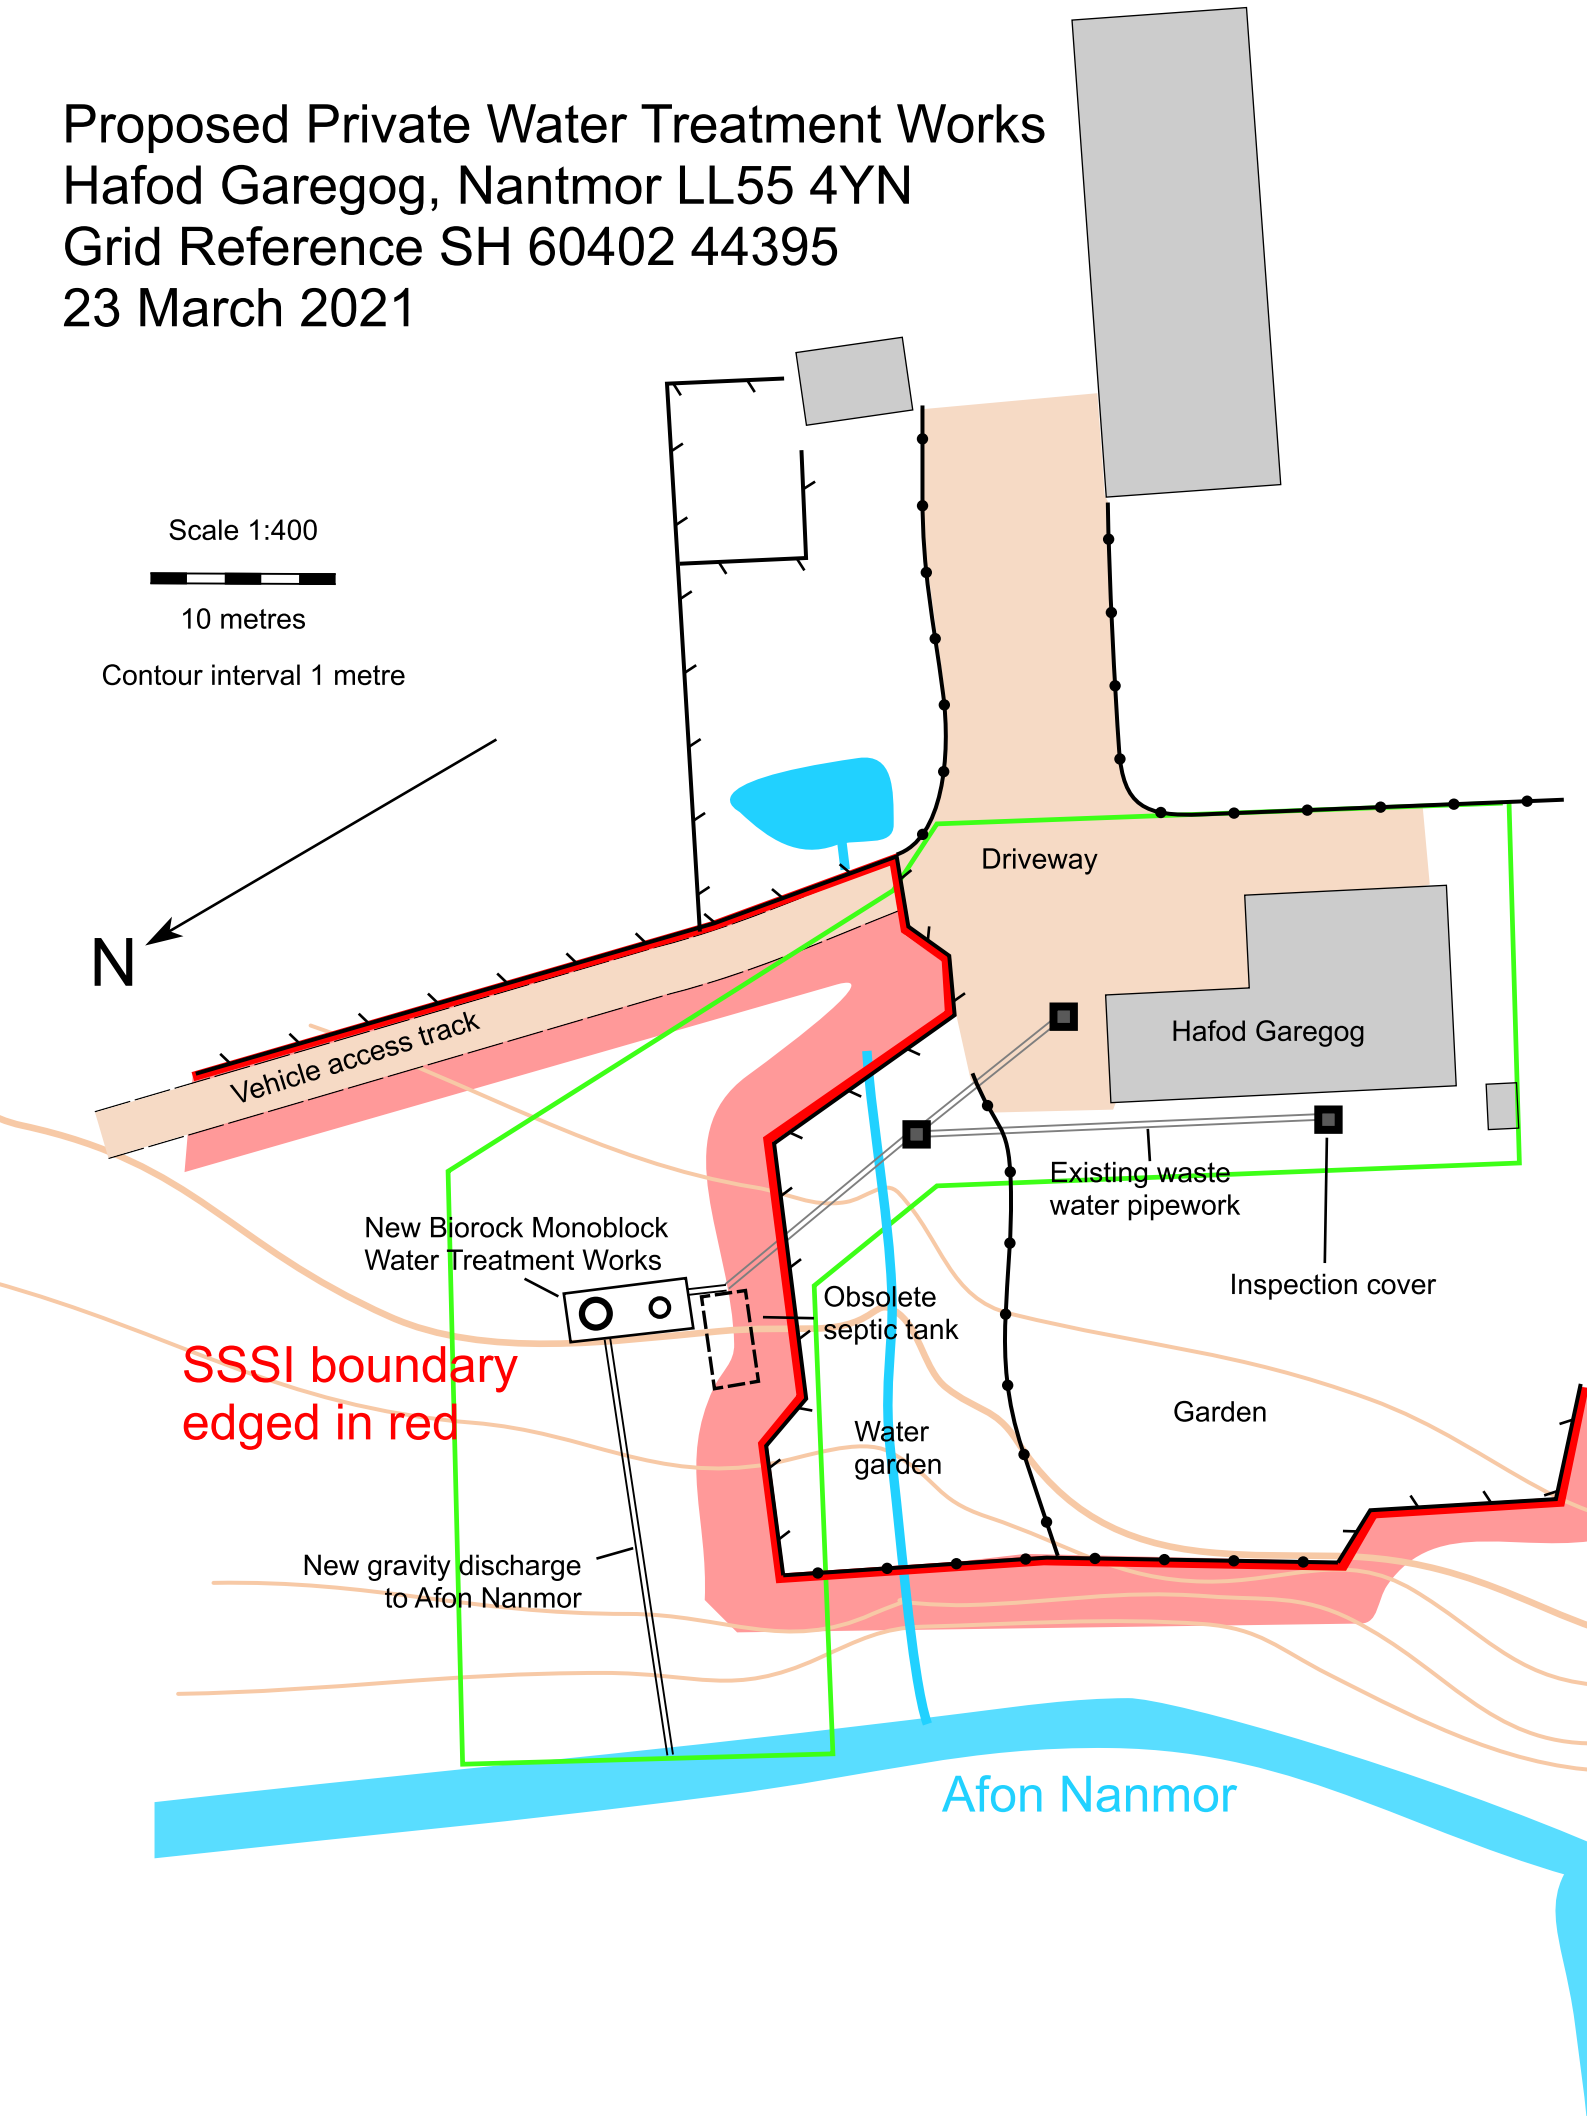 Proposed Private Water Treatment Works
Hafod Garegog, Nantmor LL55 4YN
Grid Reference SH 60402 44395
23 March 2021
Scale 1:400
10 metres
Contour interval 1 metre
N
Driveway
Vehicle access track
Hafod Garegog
Existing waste
water pipework
New Biorock Monoblock
Water Treatment Works
Inspection cover
Obsolete
septic tank
SSSI boundary
edged in red
Water
garden
Garden
New gravity discharge
to Afon Nanmor
Afon Nanmor